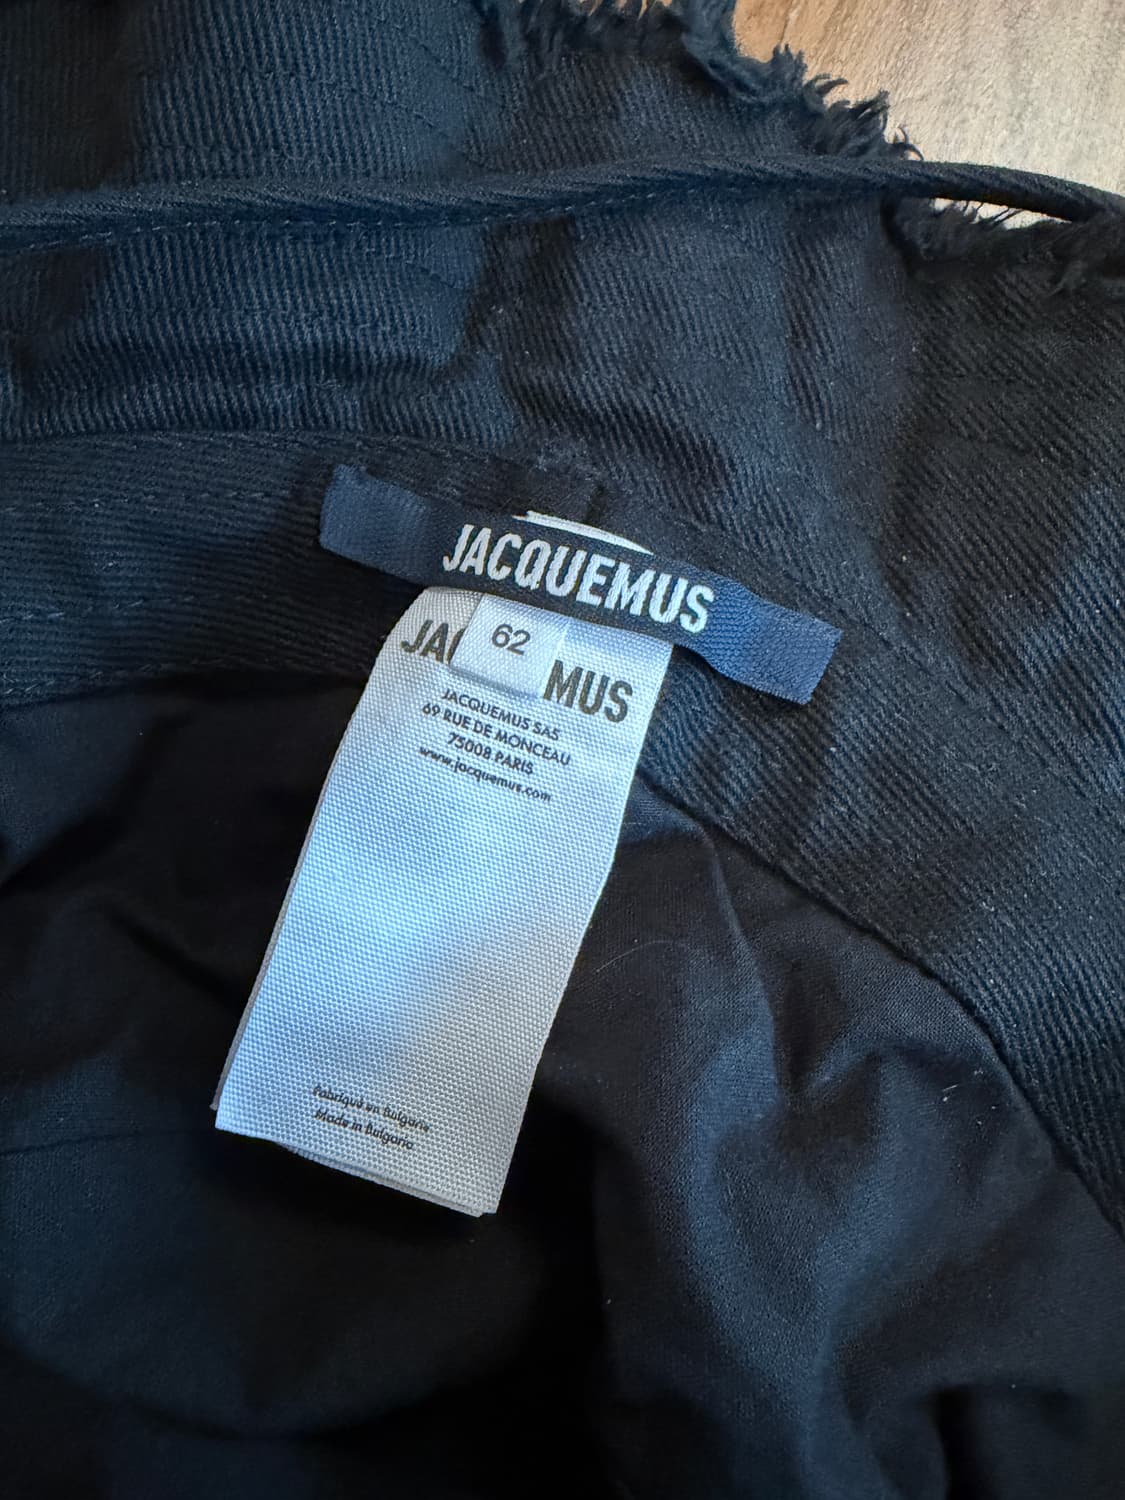 JACQUEMUS
62
JAC MUS
JACQUEMUS SAS
69 RUE DE MONCEAU
75008 PARIS
www.jacquemus.com
Fabriqué en Bulgarie
Made in Bulgaria